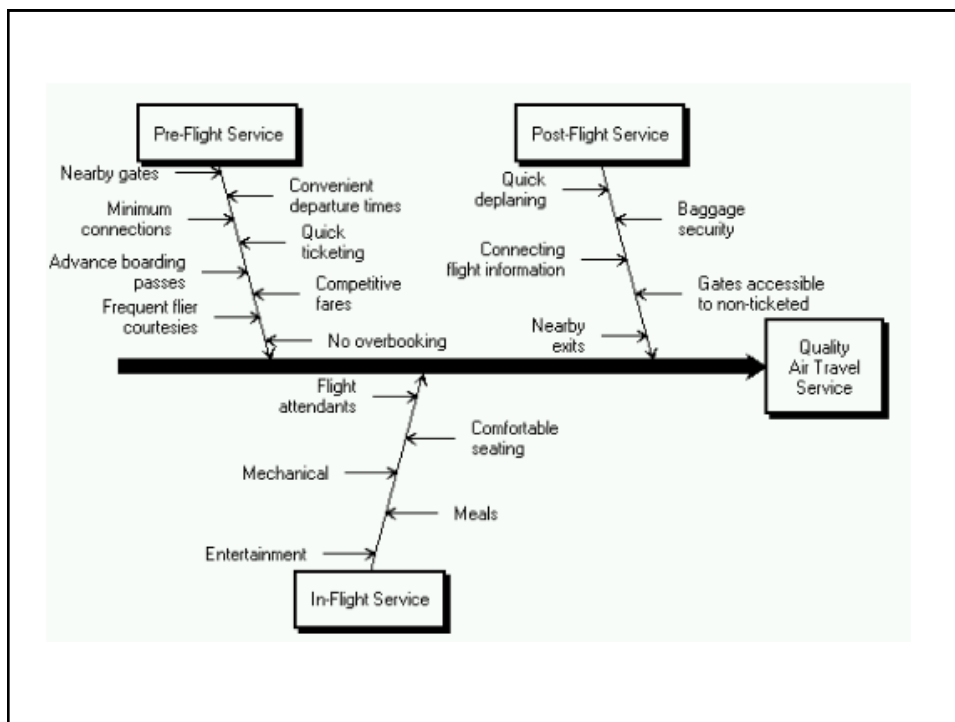 Pre-Flight Service
Nearby gates
Convenient
departure times
Minimum
connections
Quick
ticketing
Advance boarding
passes
Competitive
fares
Frequent flier
courtesies
No overbooking
Post-Flight Service
Quick
deplaning
Baggage
security
Connecting
flight information
Gates accessible
to non-ticketed
Nearby
exits
Quality
Air Travel
Service
Flight
attendants
Comfortable
seating
Mechanical
Meals
Entertainment
In-Flight Service